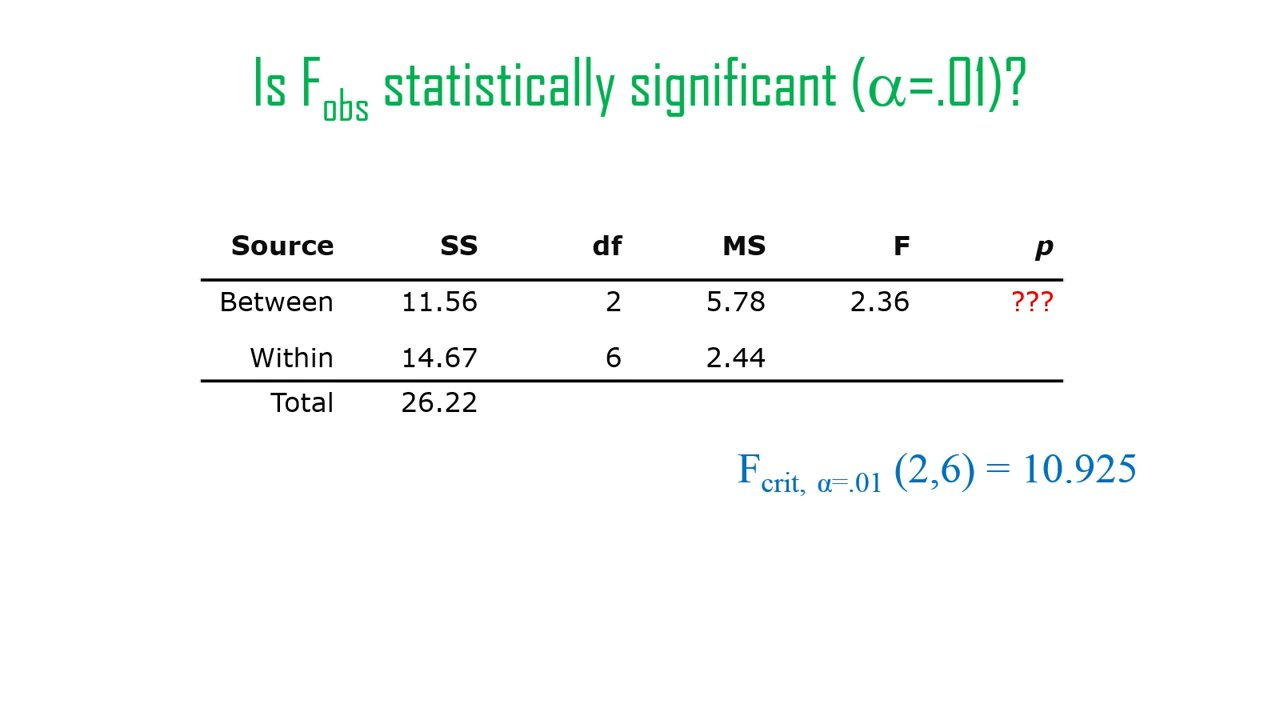 Is Fobs statistically significant (α=.01)?
Source SS df MS F p
Between 11.56 2 5.78 2.36 ???
Within 14.67 6 2.44
Total 26.22
Fcrit, α=.01 (2,6) = 10.925